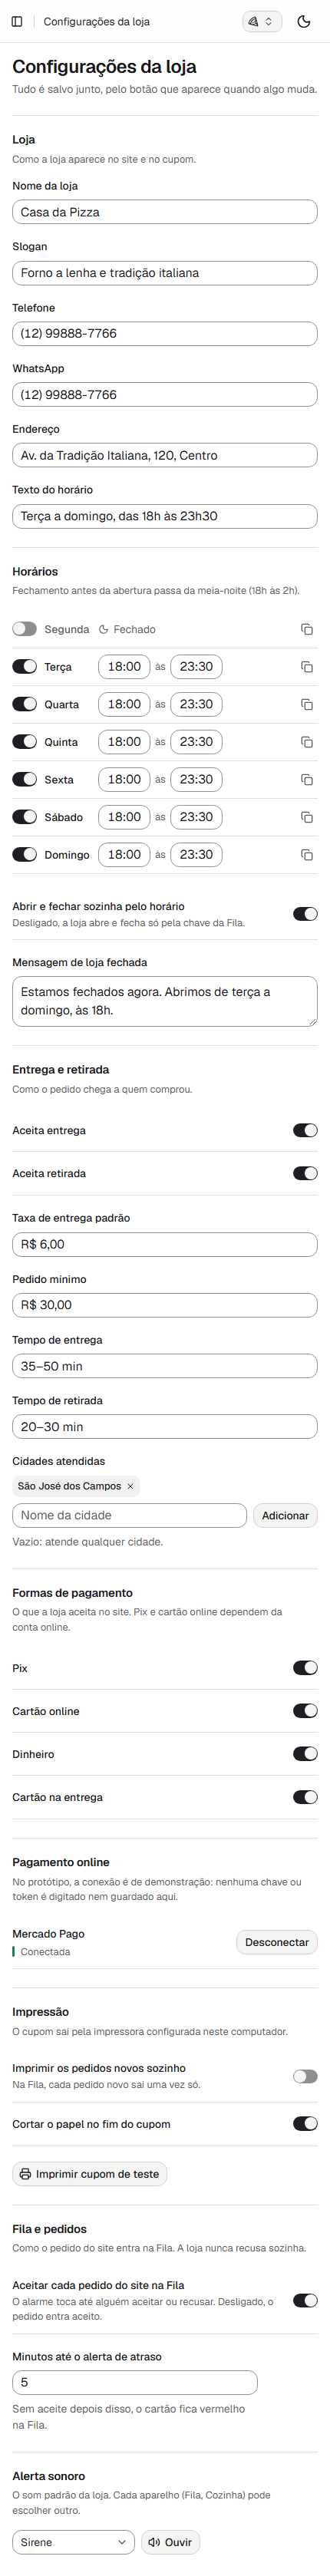 Configurações da loja
Configurações da loja
Tudo é salvo junto, pelo botão que aparece quando algo muda.
Loja
Como a loja aparece no site e no cupom.
Nome da loja
Casa da Pizza
Slogan
Forno a lenha e tradição italiana
Telefone
(12) 99888-7766
WhatsApp
(12) 99888-7766
Endereço
Av. da Tradição Italiana, 120, Centro
Texto do horário
Terça a domingo, das 18h às 23h30
Horários
Fechamento antes da abertura passa da meia-noite (18h às 2h).
Segunda Fechado
Terça 18:00 às 23:30
Quarta 18:00 às 23:30
Quinta 18:00 às 23:30
Sexta 18:00 às 23:30
Sábado 18:00 às 23:30
Domingo 18:00 às 23:30
Abrir e fechar sozinha pelo horário
Desligado, a loja abre e fecha só pela chave da Fila.
Mensagem de loja fechada
Estamos fechados agora. Abrimos de terça a
domingo, às 18h.
Entrega e retirada
Como o pedido chega a quem comprou.
Aceita entrega
Aceita retirada
Taxa de entrega padrão
R$ 6,00
Pedido mínimo
R$ 30,00
Tempo de entrega
35–50 min
Tempo de retirada
20–30 min
Cidades atendidas
São José dos Campos ×
Nome da cidade Adicionar
Vazio: atende qualquer cidade.
Formas de pagamento
O que a loja aceita no site. Pix e cartão online dependem da
conta online.
Pix
Cartão online
Dinheiro
Cartão na entrega
Pagamento online
No protótipo, a conexão é de demonstração: nenhuma chave ou
token é digitado nem guardado aqui.
Mercado Pago
Conectada
Desconectar
Impressão
O cupom sai pela impressora configurada neste computador.
Imprimir os pedidos novos sozinho
Na Fila, cada pedido novo sai uma vez só.
Cortar o papel no fim do cupom
Imprimir cupom de teste
Fila e pedidos
Como o pedido do site entra na Fila. A loja nunca recusa sozinha.
Aceitar cada pedido do site na Fila
O alarme toca até alguém aceitar ou recusar. Desligado, o
pedido entra aceito.
Minutos até o alerta de atraso
5
Sem aceite depois disso, o cartão fica vermelho
na Fila.
Alerta sonoro
O som padrão da loja. Cada aparelho (Fila, Cozinha) pode
escolher outro.
Sirene Ouvir